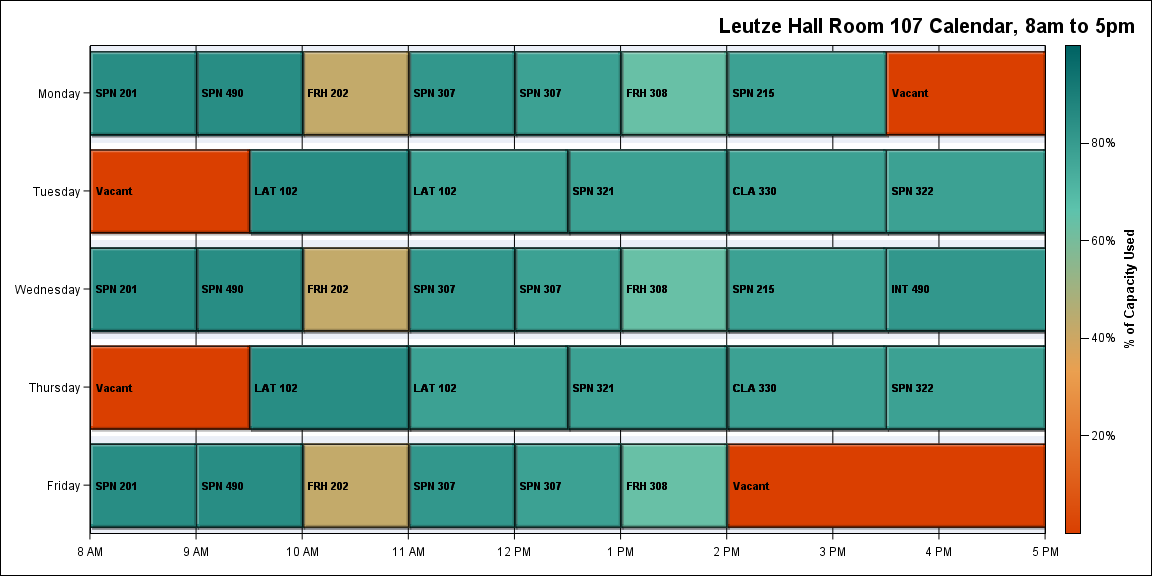 Leutze Hall Room 107 Calendar, 8am to 5pm
Monday
SPN 201 SPN 490 FRH 202 SPN 307 SPN 307 FRH 308 SPN 215 Vacant
Tuesday
Vacant LAT 102 LAT 102 SPN 321 CLA 330 SPN 322
Wednesday
SPN 201 SPN 490 FRH 202 SPN 307 SPN 307 FRH 308 SPN 215 INT 490
Thursday
Vacant LAT 102 LAT 102 SPN 321 CLA 330 SPN 322
Friday
SPN 201 SPN 490 FRH 202 SPN 307 SPN 307 FRH 308 Vacant
8 AM 9 AM 10 AM 11 AM 12 PM 1 PM 2 PM 3 PM 4 PM 5 PM
80%
60%
40%
20%
% of Capacity Used